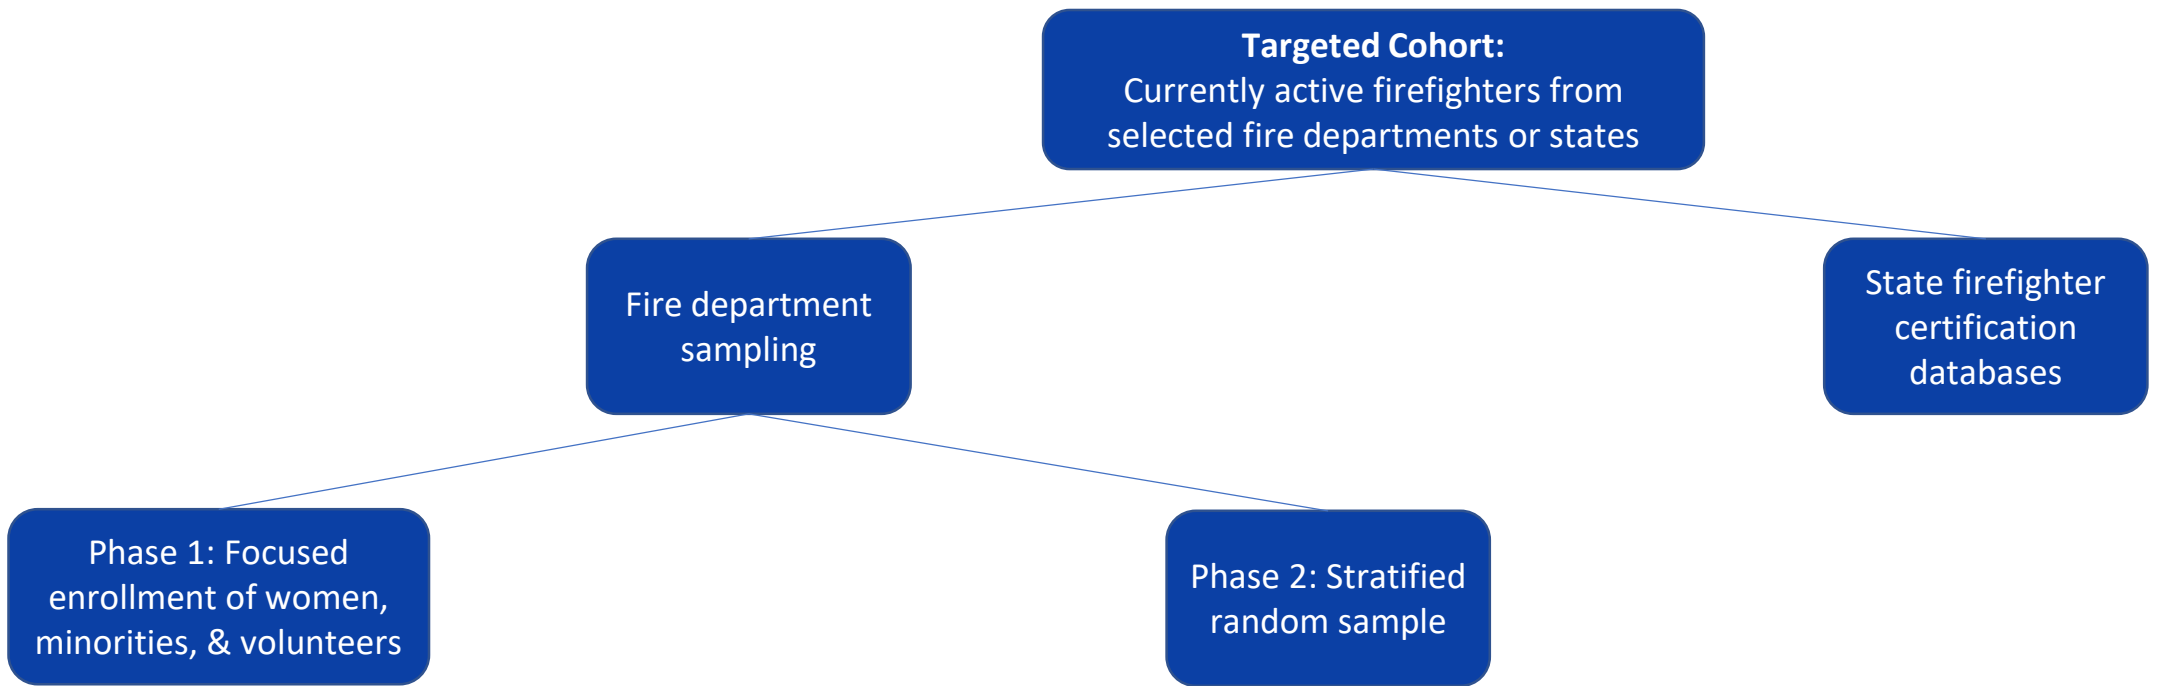 Targeted Cohort:
Currently active firefighters from
selected fire departments or states
Fire department
sampling
State firefighter
certification
databases
Phase 1: Focused
enrollment of women,
minorities, & volunteers
Phase 2: Stratified
random sample